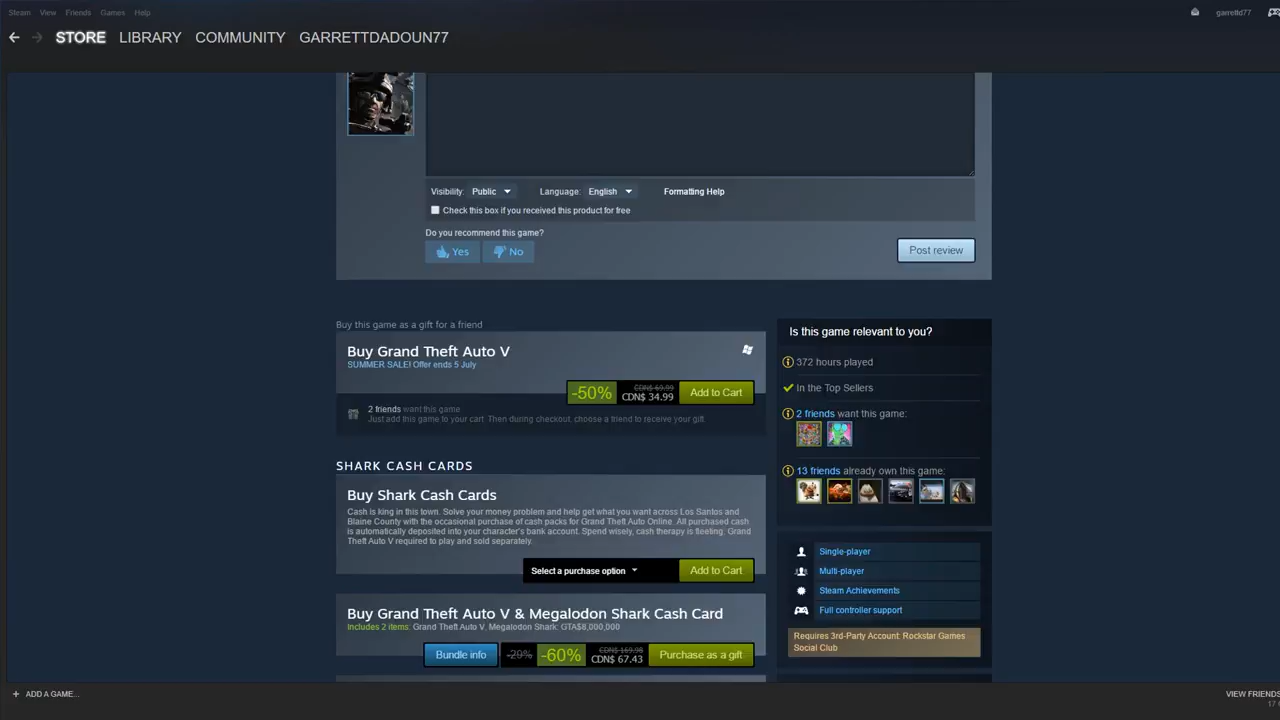 Steam View Friends Games Help
garrettd77
STORE LIBRARY COMMUNITY GARRETTDADOUN77
Visibility: Public Language: English Formatting Help
Check this box if you received this product for free
Do you recommend this game?
Yes No
Post review
Buy this game as a gift for a friend
Buy Grand Theft Auto V
SUMMER SALE! Offer ends 5 July
-50% CDN$ 69.99 CDN$ 34.99 Add to Cart
2 friends want this game
Just add this game to your cart. Then during checkout, choose a friend to receive your gift.
SHARK CASH CARDS
Buy Shark Cash Cards
Cash is king in this town. Solve your money problem and help get what you want across Los Santos and
Blaine County with the occasional purchase of cash packs for Grand Theft Auto Online. All purchased cash
is automatically deposited into your character's bank account. Spend wisely, cash therapy is fleeting. Grand
Theft Auto V required to play and sold separately.
Select a purchase option Add to Cart
Buy Grand Theft Auto V & Megalodon Shark Cash Card
Includes 2 items: Grand Theft Auto V, Megalodon Shark: GTA$8,000,000
Bundle info -29% -60% CDN$ 169.98 CDN$ 67.43 Purchase as a gift
Is this game relevant to you?
372 hours played
In the Top Sellers
2 friends want this game:
13 friends already own this game:
Single-player
Multi-player
Steam Achievements
Full controller support
Requires 3rd-Party Account: Rockstar Games
Social Club
+ ADD A GAME...
VIEW FRIENDS
17